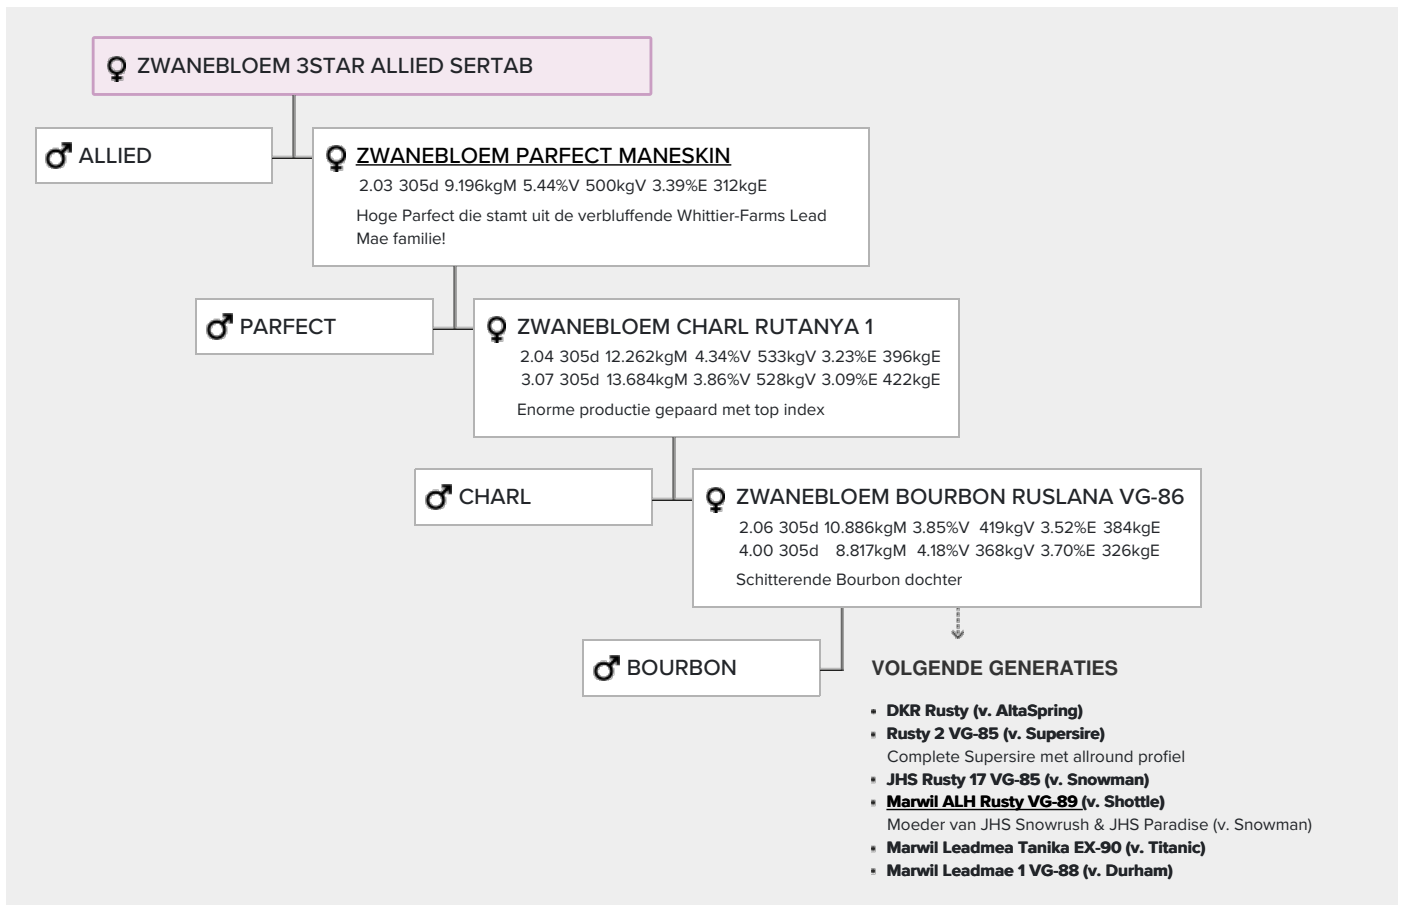 ZWANEBLOEM 3STAR ALLIED SERTAB
ALLIED
ZWANEBLOEM PARFECT MANESKIN
2.03 305d 9.196kgM 5.44%V 500kgV 3.39%E 312kgE
Hoge Parfect die stamt uit de verbluffende Whittier-Farms Lead
Mae familie!
PARFECT
ZWANEBLOEM CHARL RUTANYA 1
2.04 305d 12.262kgM 4.34%V 533kgV 3.23%E 396kgE
3.07 305d 13.684kgM 3.86%V 528kgV 3.09%E 422kgE
Enorme productie gepaard met top index
CHARL
ZWANEBLOEM BOURBON RUSLANA VG-86
2.06 305d 10.886kgM 3.85%V 419kgV 3.52%E 384kgE
4.00 305d 8.817kgM 4.18%V 368kgV 3.70%E 326kgE
Schitterende Bourbon dochter
BOURBON
VOLGENDE GENERATIES
DKR Rusty (v. AltaSpring)
Rusty 2 VG-85 (v. Supersire)
Complete Supersire met allround profiel
JHS Rusty 17 VG-85 (v. Snowman)
Marwil ALH Rusty VG-89 (v. Shottle)
Moeder van JHS Snowrush & JHS Paradise (v. Snowman)
Marwil Leadmea Tanika EX-90 (v. Titanic)
Marwil Leadmae 1 VG-88 (v. Durham)